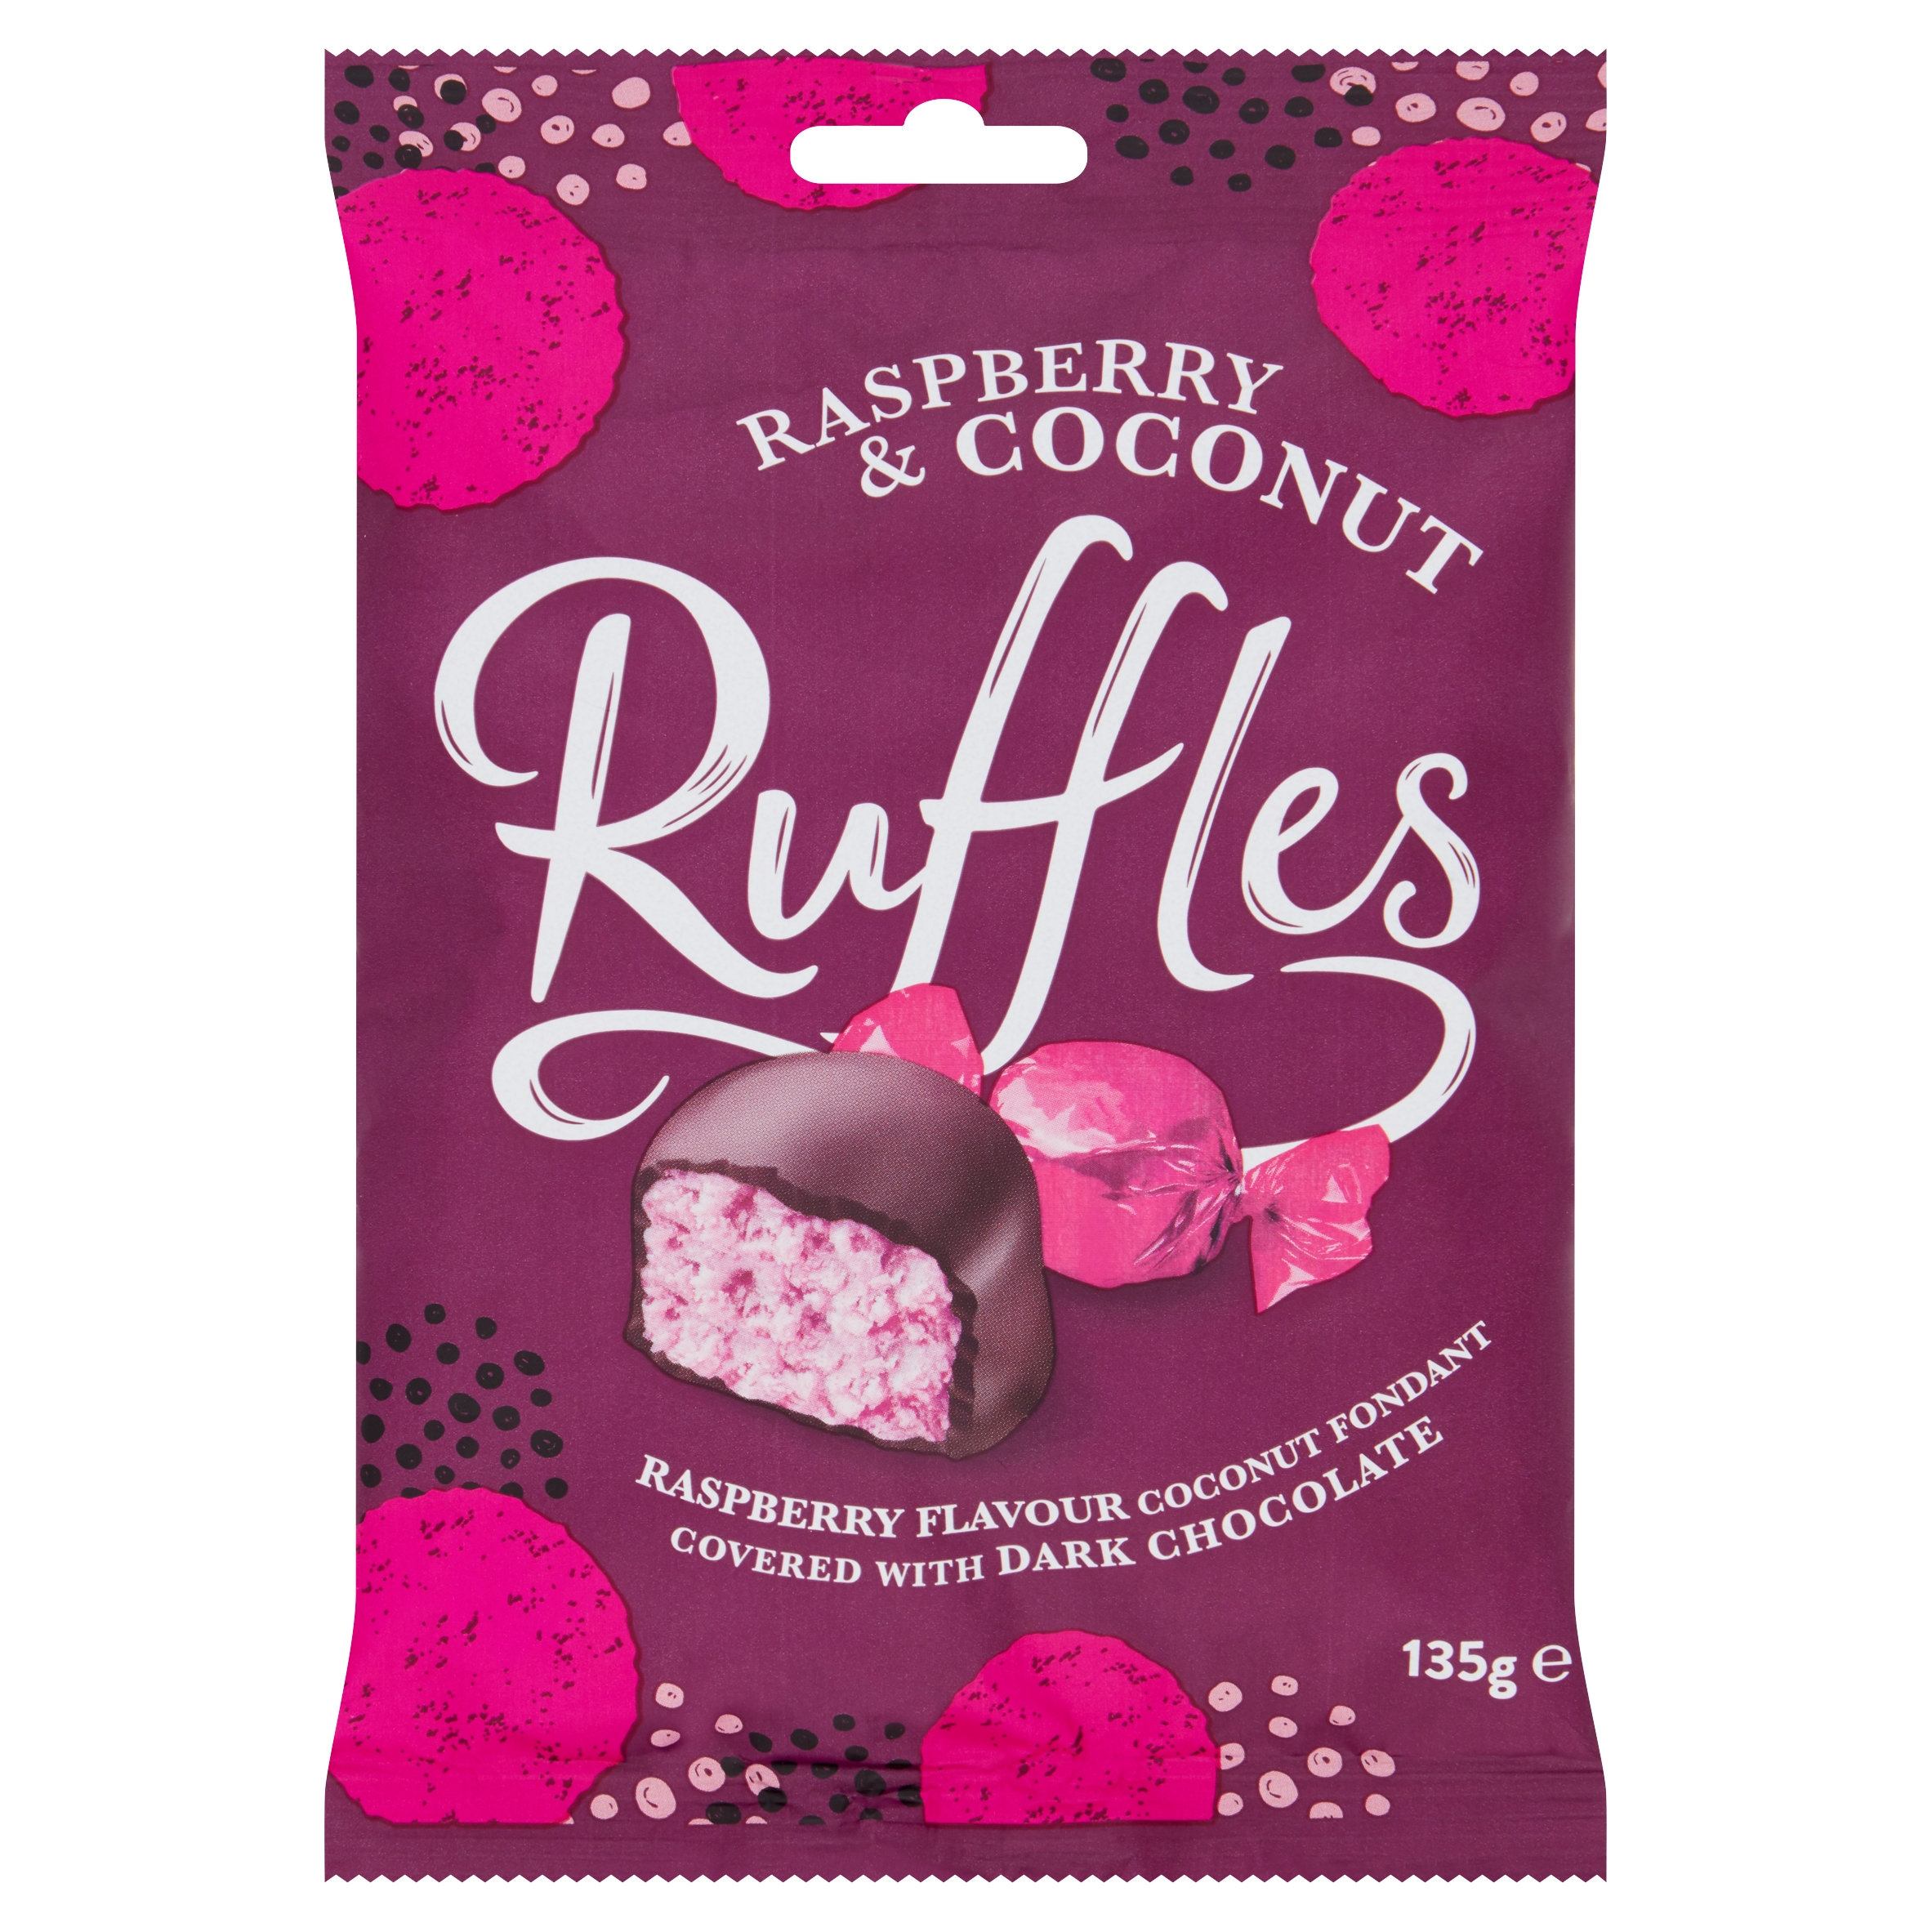 RASPBERRY
& COCONUT
Ruffles
RASPBERRY FLAVOUR COCONUT FONDANT
COVERED WITH DARK CHOCOLATE
135g ℮